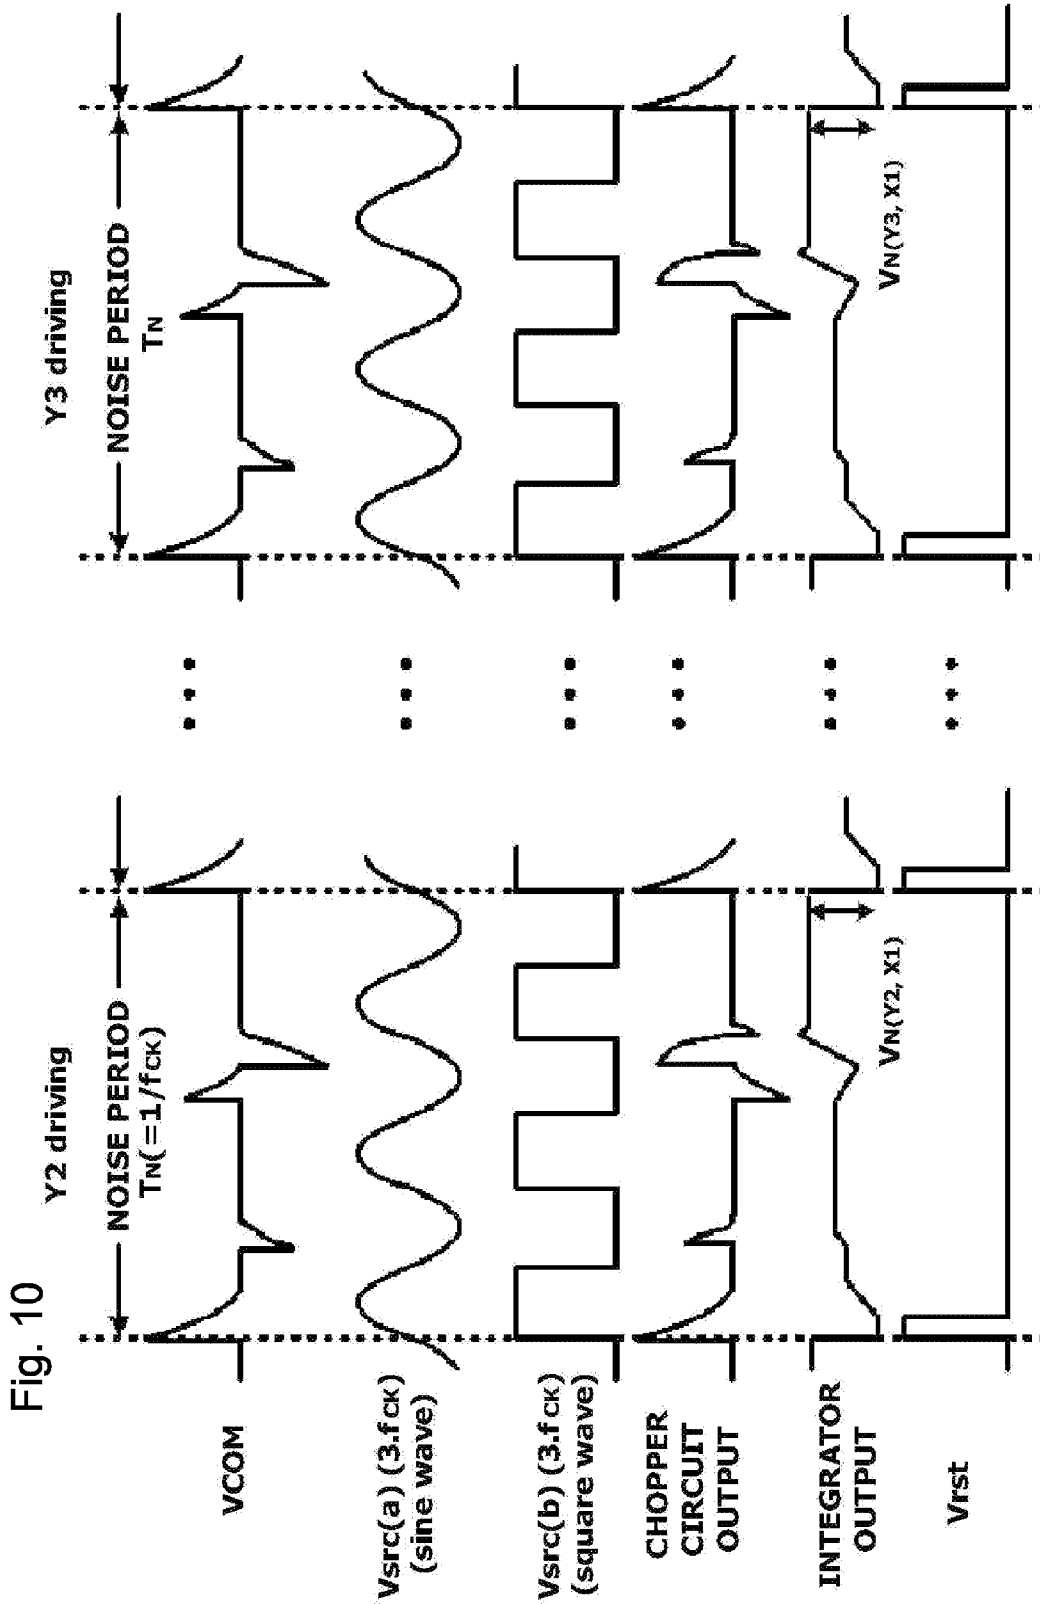 Fig. 10
Y2 driving
Y3 driving
NOISE PERIOD
TN(=1/fCK)
NOISE PERIOD
TN
VCOM
Vsrc(a) (3.fCK)
(sine wave)
Vsrc(b) (3.fCK)
(square wave)
CHOPPER
CIRCUIT
OUTPUT
INTEGRATOR
OUTPUT
VN(Y2, X1)
VN(Y3, X1)
Vrst